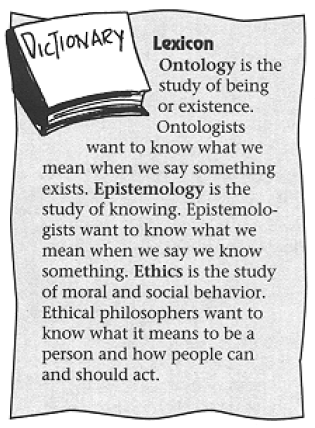 DICTIONARY
Lexicon
Ontology is the
study of being
or existence.
Ontologists
want to know what we
mean when we say something
exists. Epistemology is the
study of knowing. Epistemolo-
gists want to know what we
mean when we say we know
something. Ethics is the study
of moral and social behavior.
Ethical philosophers want to
know what it means to be a
person and how people can
and should act.